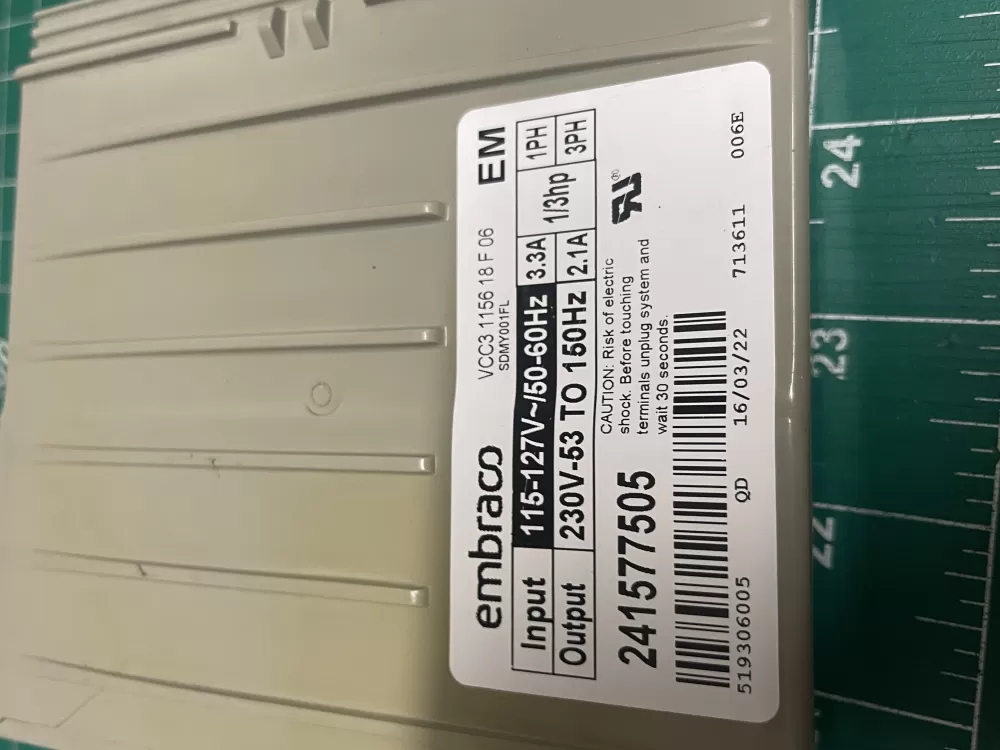 embraco VCC3 1156 18 F 06 EM
SDMY001FL
Input 115-127V~/50-60Hz 3.3A 1/3hp 1PH
Output 230V-53 TO 150Hz 2.1A 3PH
241577505
CAUTION: Risk of electric
shock. Before touching
terminals unplug system and
wait 30 seconds.
519306005 QD 16/03/22 713611 006E
24
23
22